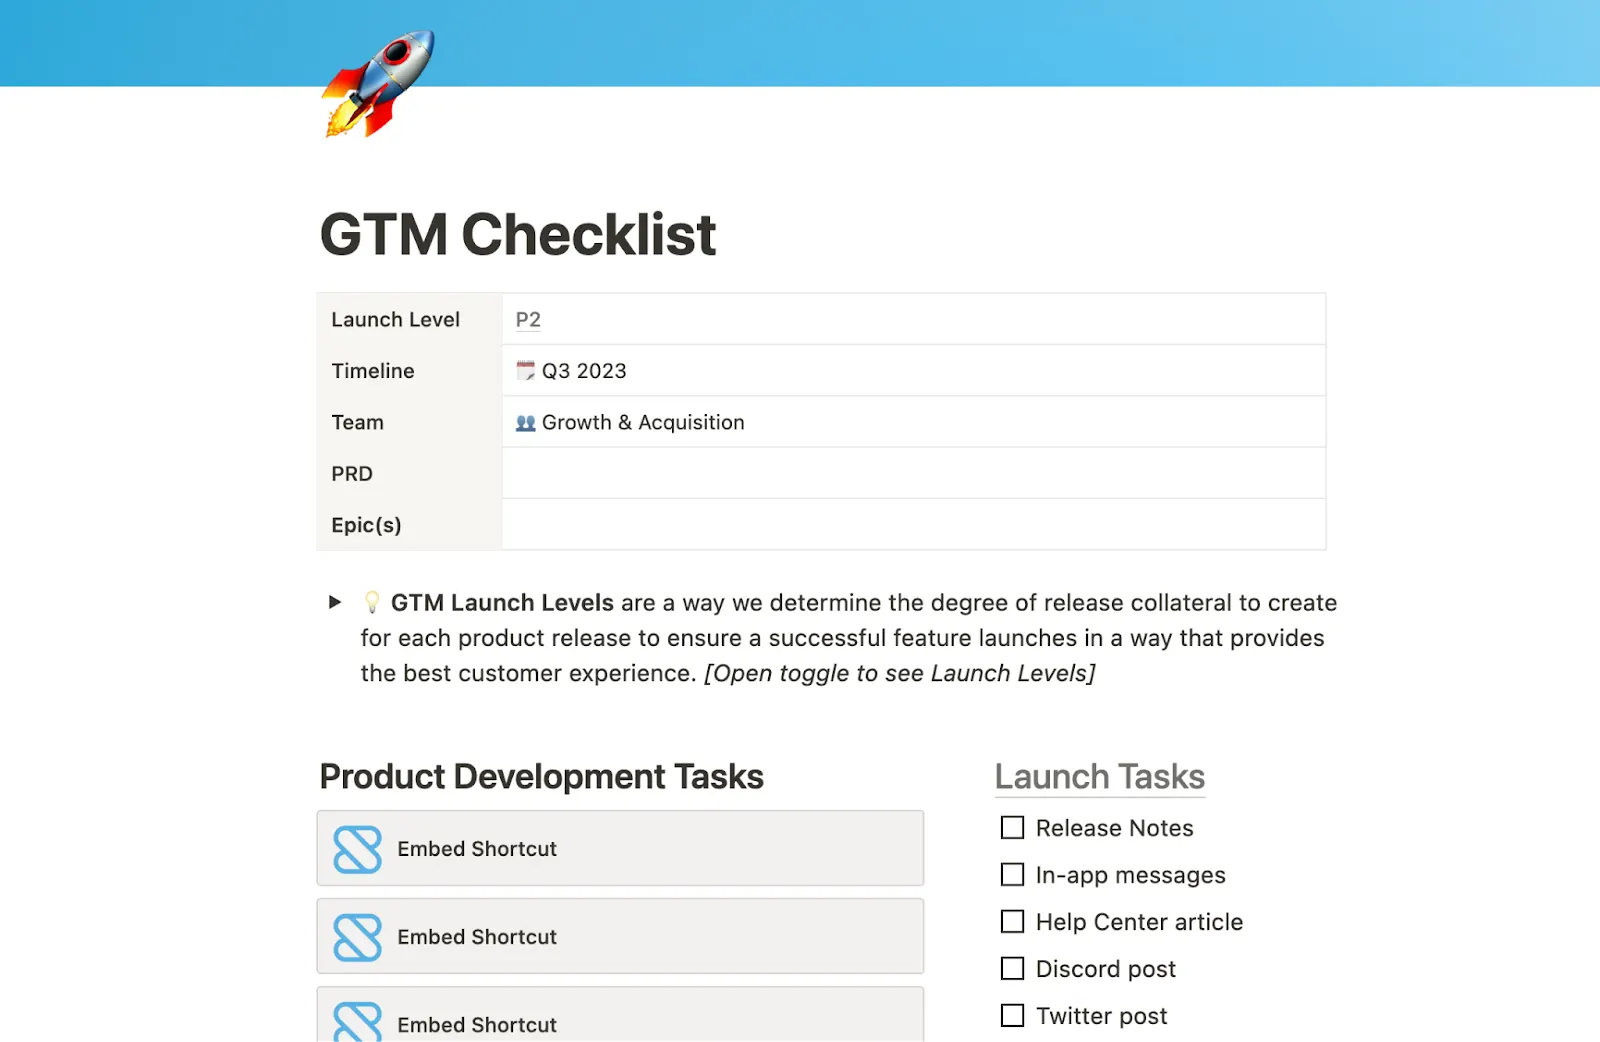 GTM Checklist
Launch Level
P2
Timeline
Q3 2023
Team
Growth & Acquisition
PRD
Epic(s)
GTM Launch Levels are a way we determine the degree of release collateral to create
for each product release to ensure a successful feature launches in a way that provides
the best customer experience. [Open toggle to see Launch Levels]
Product Development Tasks
Embed Shortcut
Embed Shortcut
Embed Shortcut
Launch Tasks
Release Notes
In-app messages
Help Center article
Discord post
Twitter post